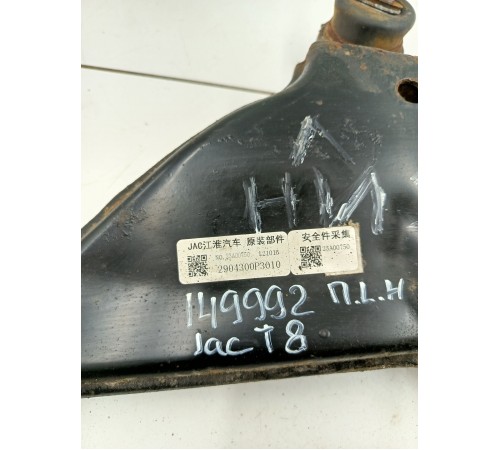 Л
НЛ
JAC江淮汽车 原装部件 安全件采集
2904300P3010
149992 П.L.H
Jac T8